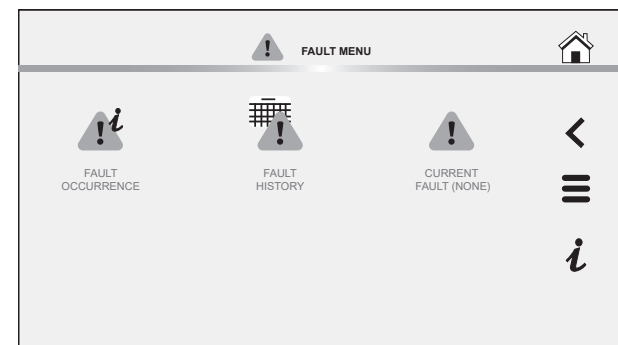 FAULT MENU
FAULT
OCCURRENCE
FAULT
HISTORY
CURRENT
FAULT (NONE)